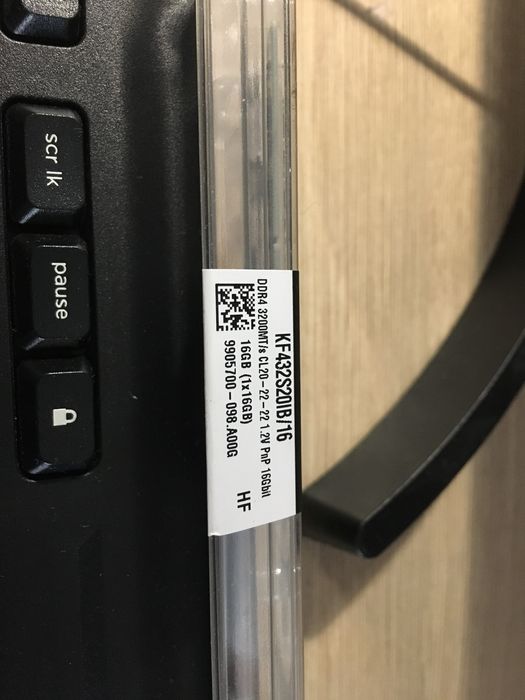 scr lk
pause
KF432S20IB/16
DDR4 3200MT/s CL20-22-22 1.2V PnP 16Gbit
16GB (1x16GB)
9905700-098.A00G
HF